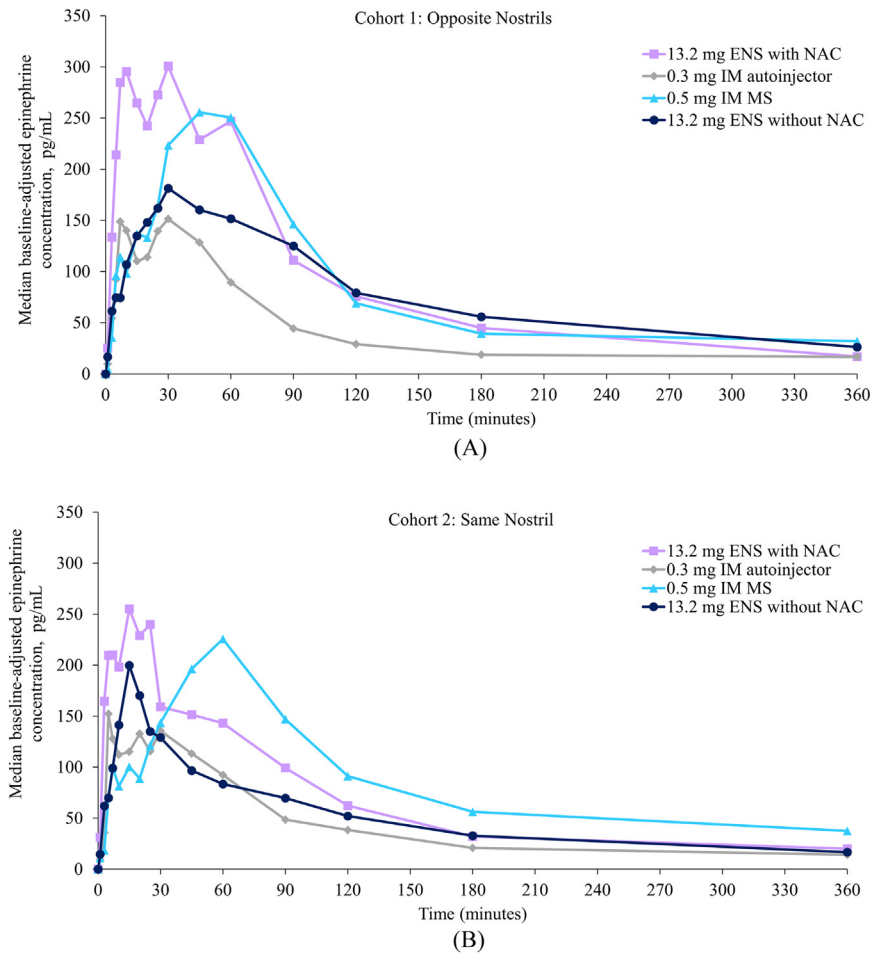 Cohort 1: Opposite Nostrils
350
300
250
200
150
100
50
0
Median baseline-adjusted epinephrine
concentration, pg/mL
13.2 mg ENS with NAC
0.3 mg IM autoinjector
0.5 mg IM MS
13.2 mg ENS without NAC
0 30 60 90 120 150 180 210 240 270 300 330 360
Time (minutes)
(A)
Cohort 2: Same Nostril
350
300
250
200
150
100
50
0
Median baseline-adjusted epinephrine
concentration, pg/mL
13.2 mg ENS with NAC
0.3 mg IM autoinjector
0.5 mg IM MS
13.2 mg ENS without NAC
0 30 60 90 120 150 180 210 240 270 300 330 360
Time (minutes)
(B)